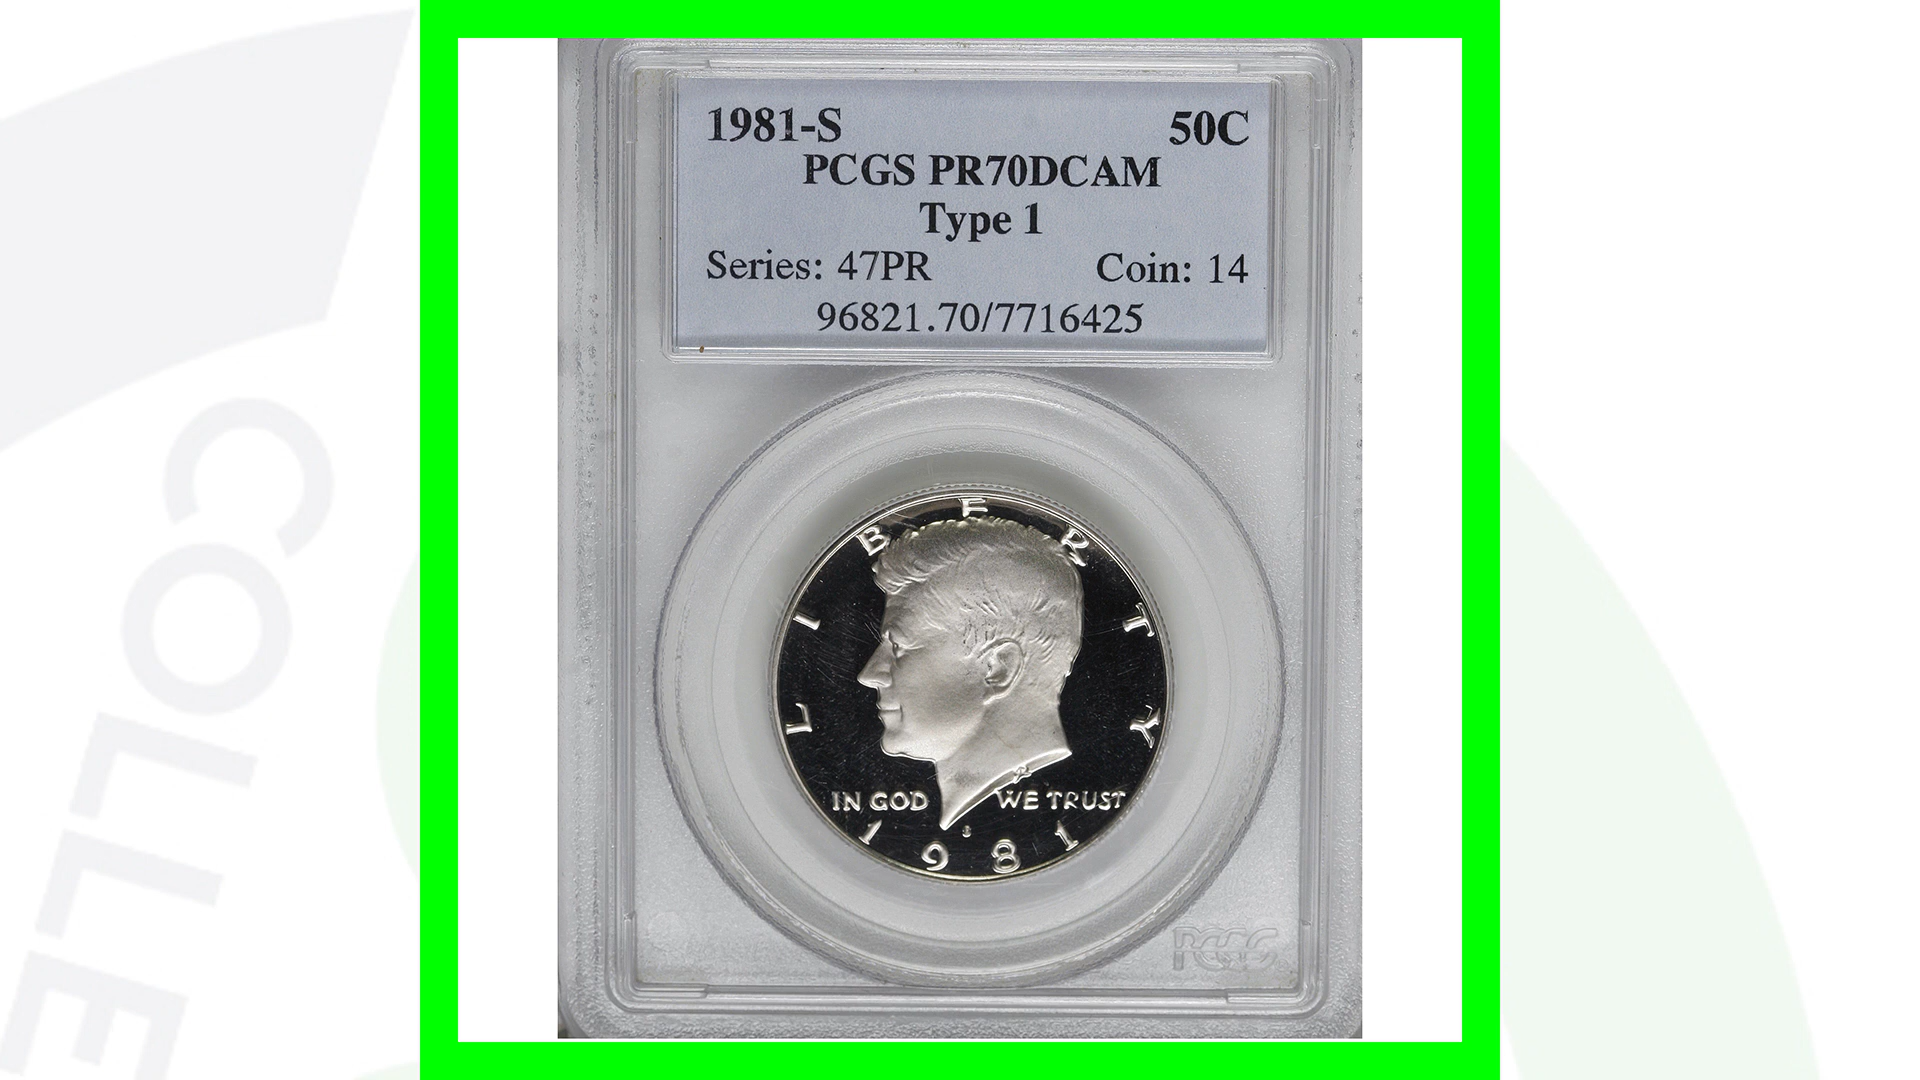 1981-S 50C
PCGS PR70DCAM
Type 1
Series: 47PR Coin: 14
96821.70/7716425
LIBERTY
IN GOD WE TRUST
S
1981
PCGS
COLLE